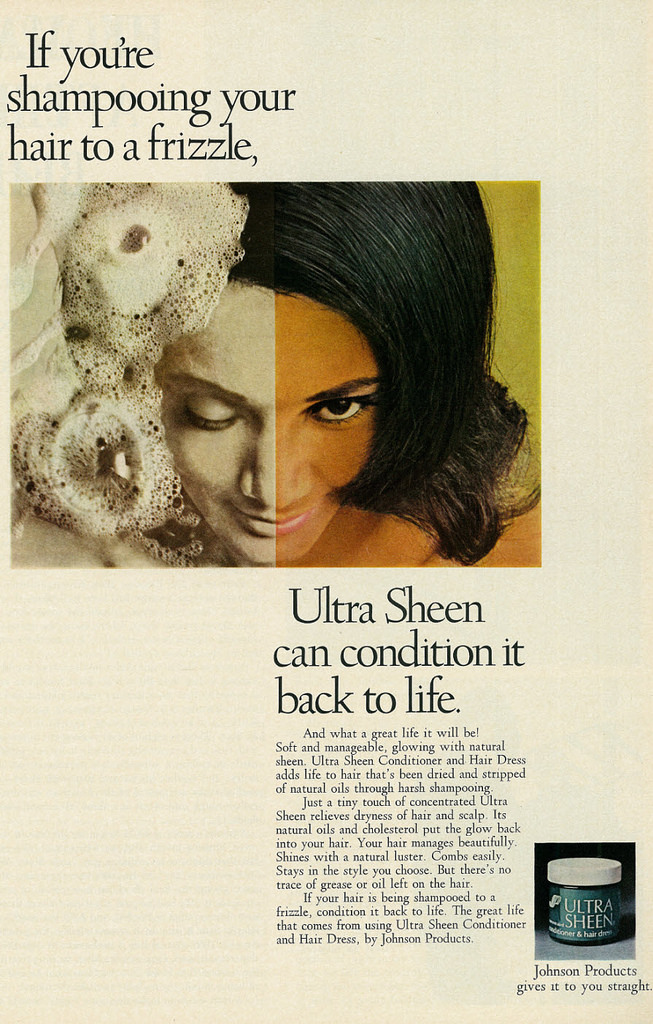 If you're
shampooing your
hair to a frizzle,
Ultra Sheen
can condition it
back to life.
And what a great life it will be!
Soft and manageable, glowing with natural
sheen. Ultra Sheen Conditioner and Hair Dress
adds life to hair that's been dried and stripped
of natural oils through harsh shampooing.
Just a tiny touch of concentrated Ultra
Sheen relieves dryness of hair and scalp. Its
natural oils and cholesterol put the glow back
into your hair. Your hair manages beautifully.
Shines with a natural luster. Combs easily.
Stays in the style you choose. But there's no
trace of grease or oil left on the hair.
If your hair is being shampooed to a
frizzle, condition it back to life. The great life
that comes from using Ultra Sheen Conditioner
and Hair Dress, by Johnson Products.
ULTRA
SHEEN
conditioner & hair dress
Johnson Products
gives it to you straight.